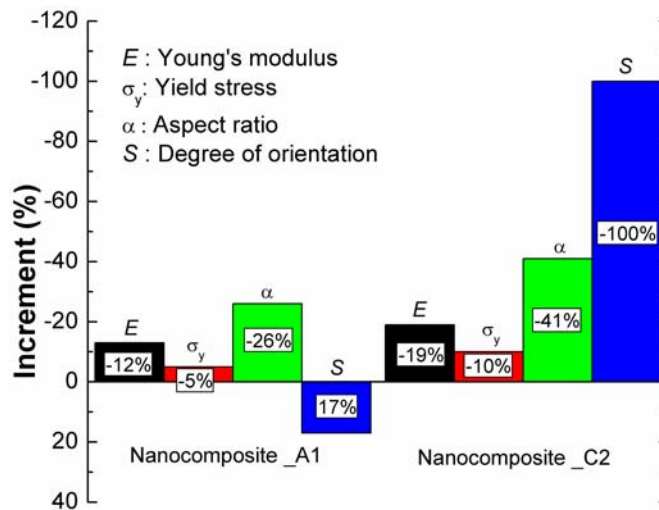 -120
-100
-80
-60
-40
-20
0
20
40
Increment (%)
E : Young's modulus
σy: Yield stress
α : Aspect ratio
S : Degree of orientation
E
-12%
σy
-5%
α
-26%
S
17%
E
-19%
σy
-10%
α
-41%
S
-100%
Nanocomposite _A1
Nanocomposite _C2